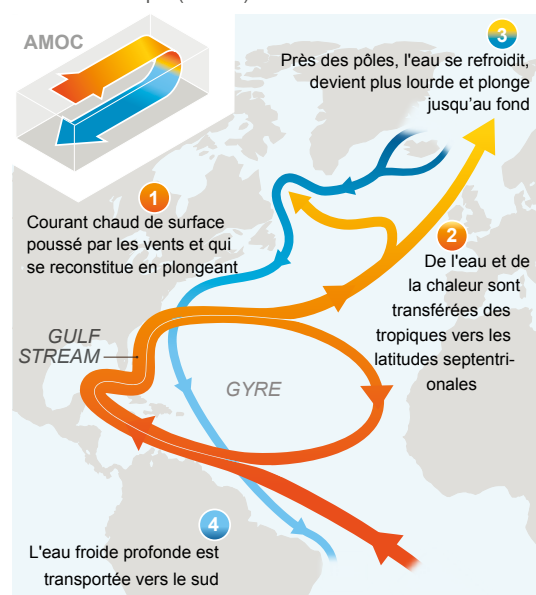 AMOC
3
Près des pôles, l'eau se refroidit,
devient plus lourde et plonge
jusqu'au fond
1
Courant chaud de surface
poussé par les vents et qui
se reconstitue en plongeant
2
De l'eau et de
la chaleur sont
transférées des
tropiques vers les
latitudes septentri-
onales
GULF
STREAM
GYRE
4
L'eau froide profonde est
transportée vers le sud